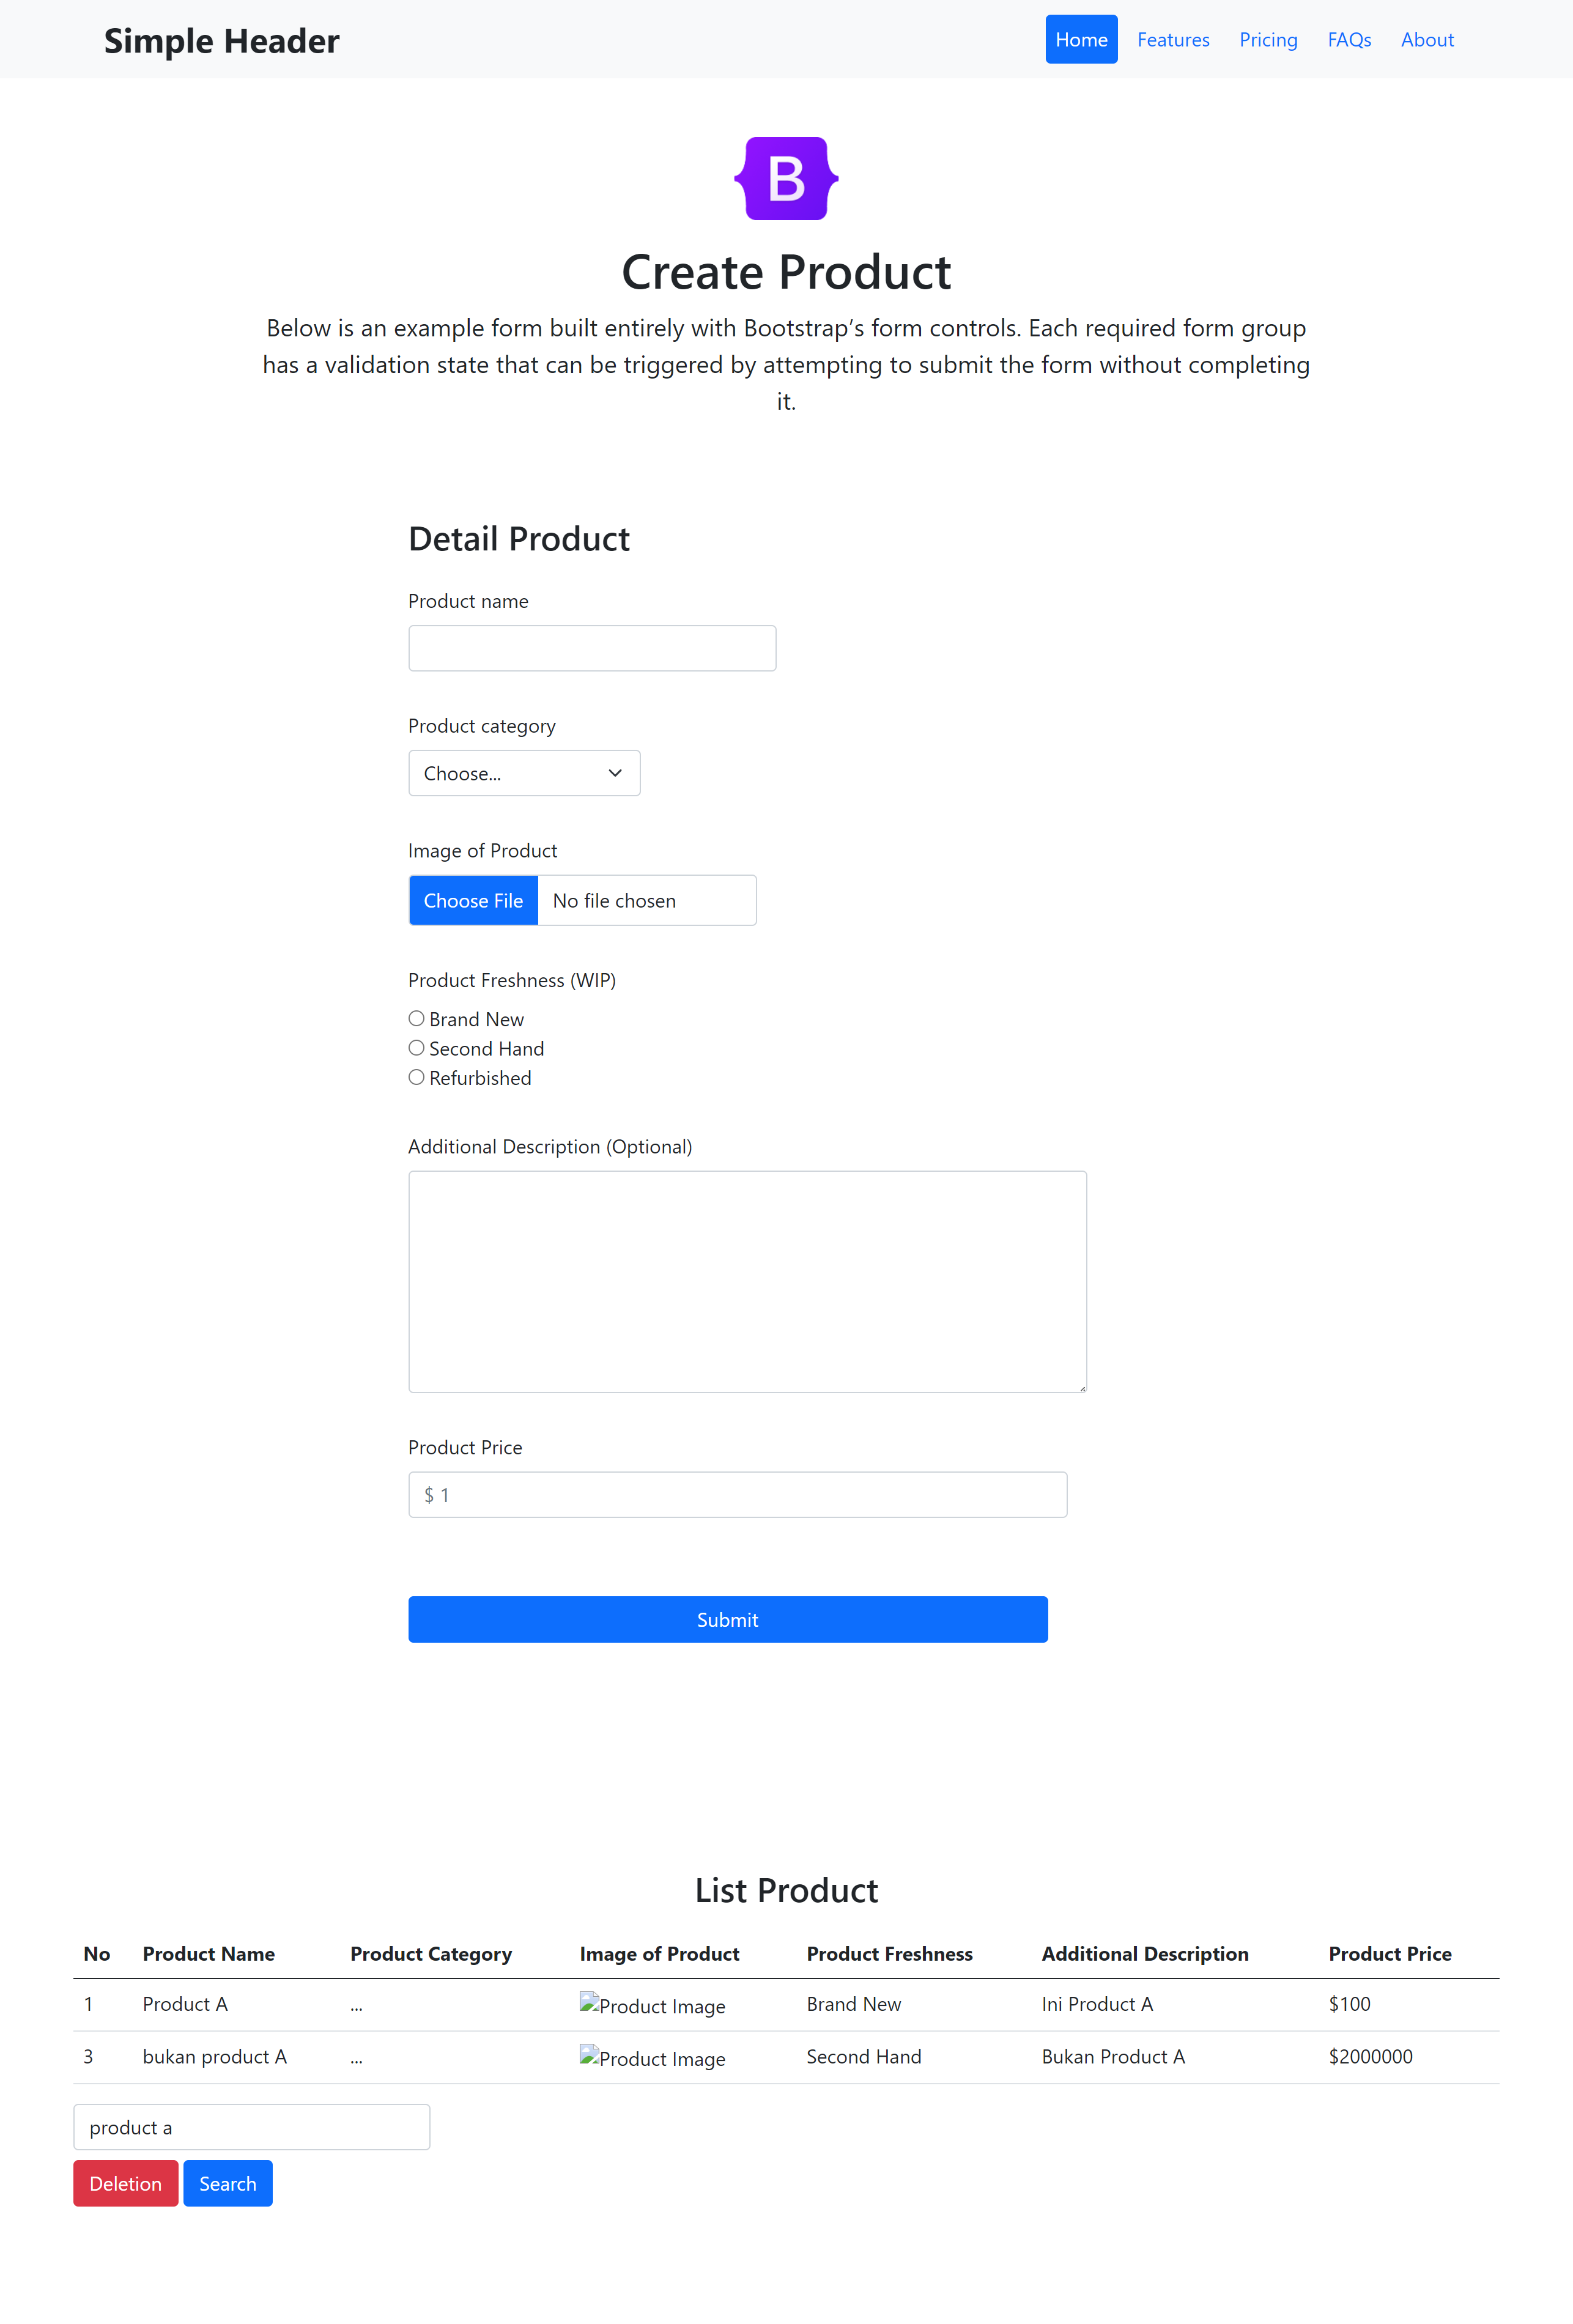 Simple Header
Home Features Pricing FAQs About
B
Create Product
Below is an example form built entirely with Bootstrap’s form controls. Each required form group
has a validation state that can be triggered by attempting to submit the form without completing
it.
Detail Product
Product name
Product category
Choose...
Image of Product
Choose File No file chosen
Product Freshness (WIP)
Brand New
Second Hand
Refurbished
Additional Description (Optional)
Product Price
$ 1
Submit
List Product
No Product Name Product Category Image of Product Product Freshness Additional Description Product Price
1 Product A ... Product Image Brand New Ini Product A $100
3 bukan product A ... Product Image Second Hand Bukan Product A $2000000
product a
Deletion Search